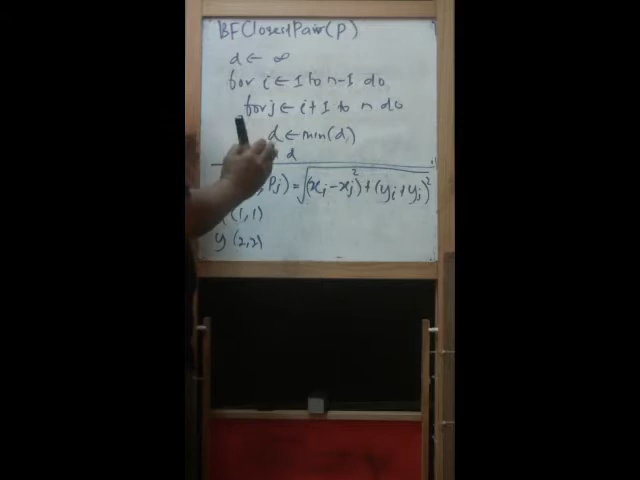 BFClosestPair(P)
d ← ∞
for i ← 1 to n-1 do
for j ← i+1 to n do
d ← min(d)
d
Pj) = √(xi - xj)² + (yi + yj)²
(1,1)
y (2,2)